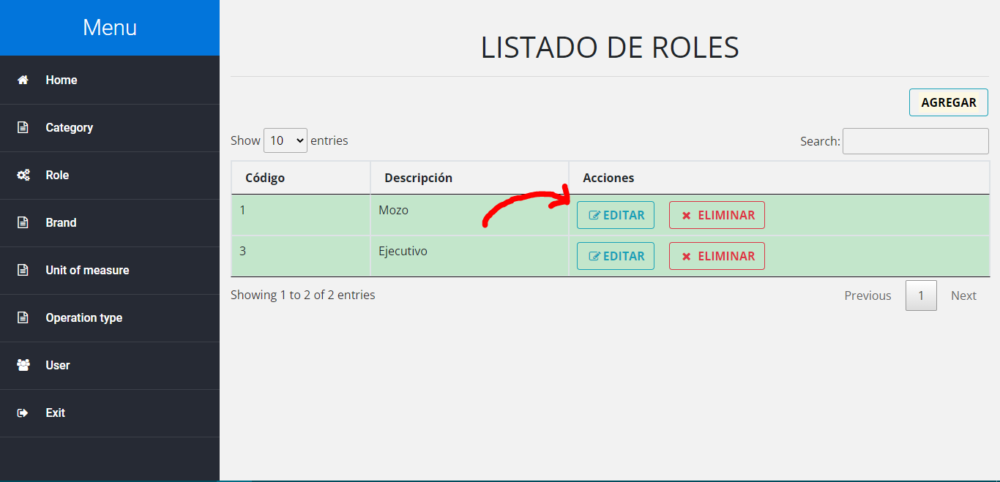 Menu
Home
Category
Role
Brand
Unit of measure
Operation type
User
Exit
LISTADO DE ROLES
AGREGAR
Show 10 entries
Search:
Código Descripción Acciones
1 Mozo EDITAR ELIMINAR
3 Ejecutivo EDITAR ELIMINAR
Showing 1 to 2 of 2 entries
Previous 1 Next